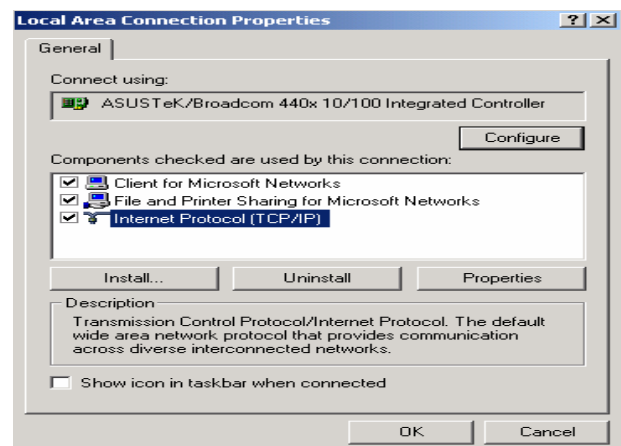 Local Area Connection Properties
General
Connect using:
ASUSTeK/Broadcom 440x 10/100 Integrated Controller
Configure
Components checked are used by this connection:
Client for Microsoft Networks
File and Printer Sharing for Microsoft Networks
Internet Protocol (TCP/IP)
Install... Uninstall Properties
Description
Transmission Control Protocol/Internet Protocol. The default
wide area network protocol that provides communication
across diverse interconnected networks.
Show icon in taskbar when connected
OK Cancel